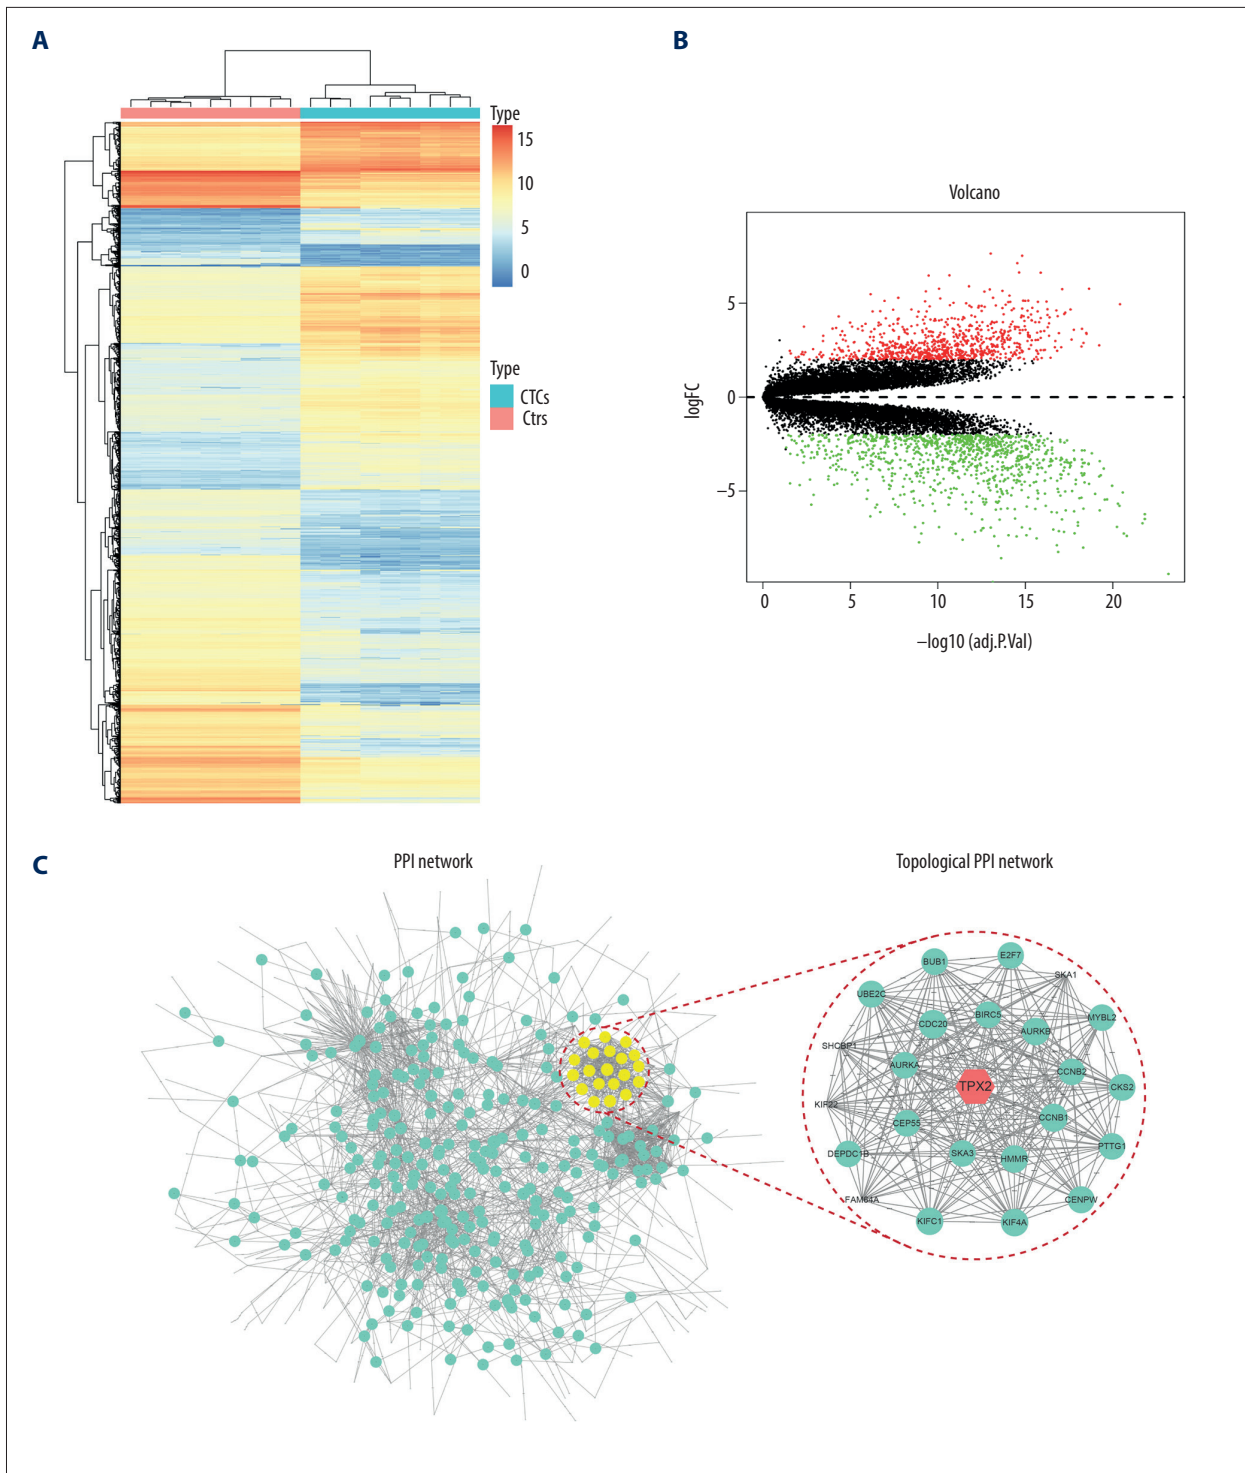 A
Type
15
10
5
0
Type
CTCs
Ctrs
B
Volcano
logFC
5
0
−5
0
5
10
15
20
−log10 (adj.P.Val)
C
PPI network
Topological PPI network
BUB1
E2F7
SKA1
UBE2C
MYBL2
CDC20
BIRC5
AURKB
SHCBP1
AURKA
CCNB2
TPX2
CKS2
KIF22
CEP55
CCNB1
DEPDC1B
SKA3
HMMR
PTTG1
FAM64A
CENPW
KIFC1
KIF4A